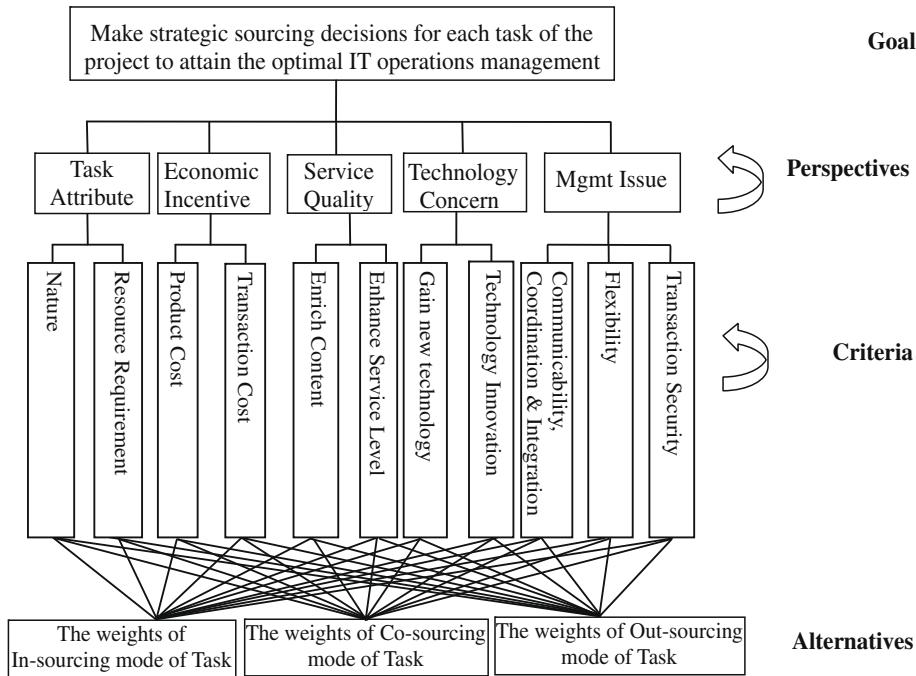 Make strategic sourcing decisions for each task of the
project to attain the optimal IT operations management
Goal
Task
Attribute
Economic
Incentive
Service
Quality
Technology
Concern
Mgmt Issue
Perspectives
Nature
Resource Requirement
Product Cost
Transaction Cost
Enrich Content
Enhance Service Level
Gain new technology
Technology Innovation
Communicability,
Coordination & Integration
Flexibility
Transaction Security
Criteria
The weights of
In-sourcing mode of Task
The weights of Co-sourcing
mode of Task
The weights of Out-sourcing
mode of Task
Alternatives